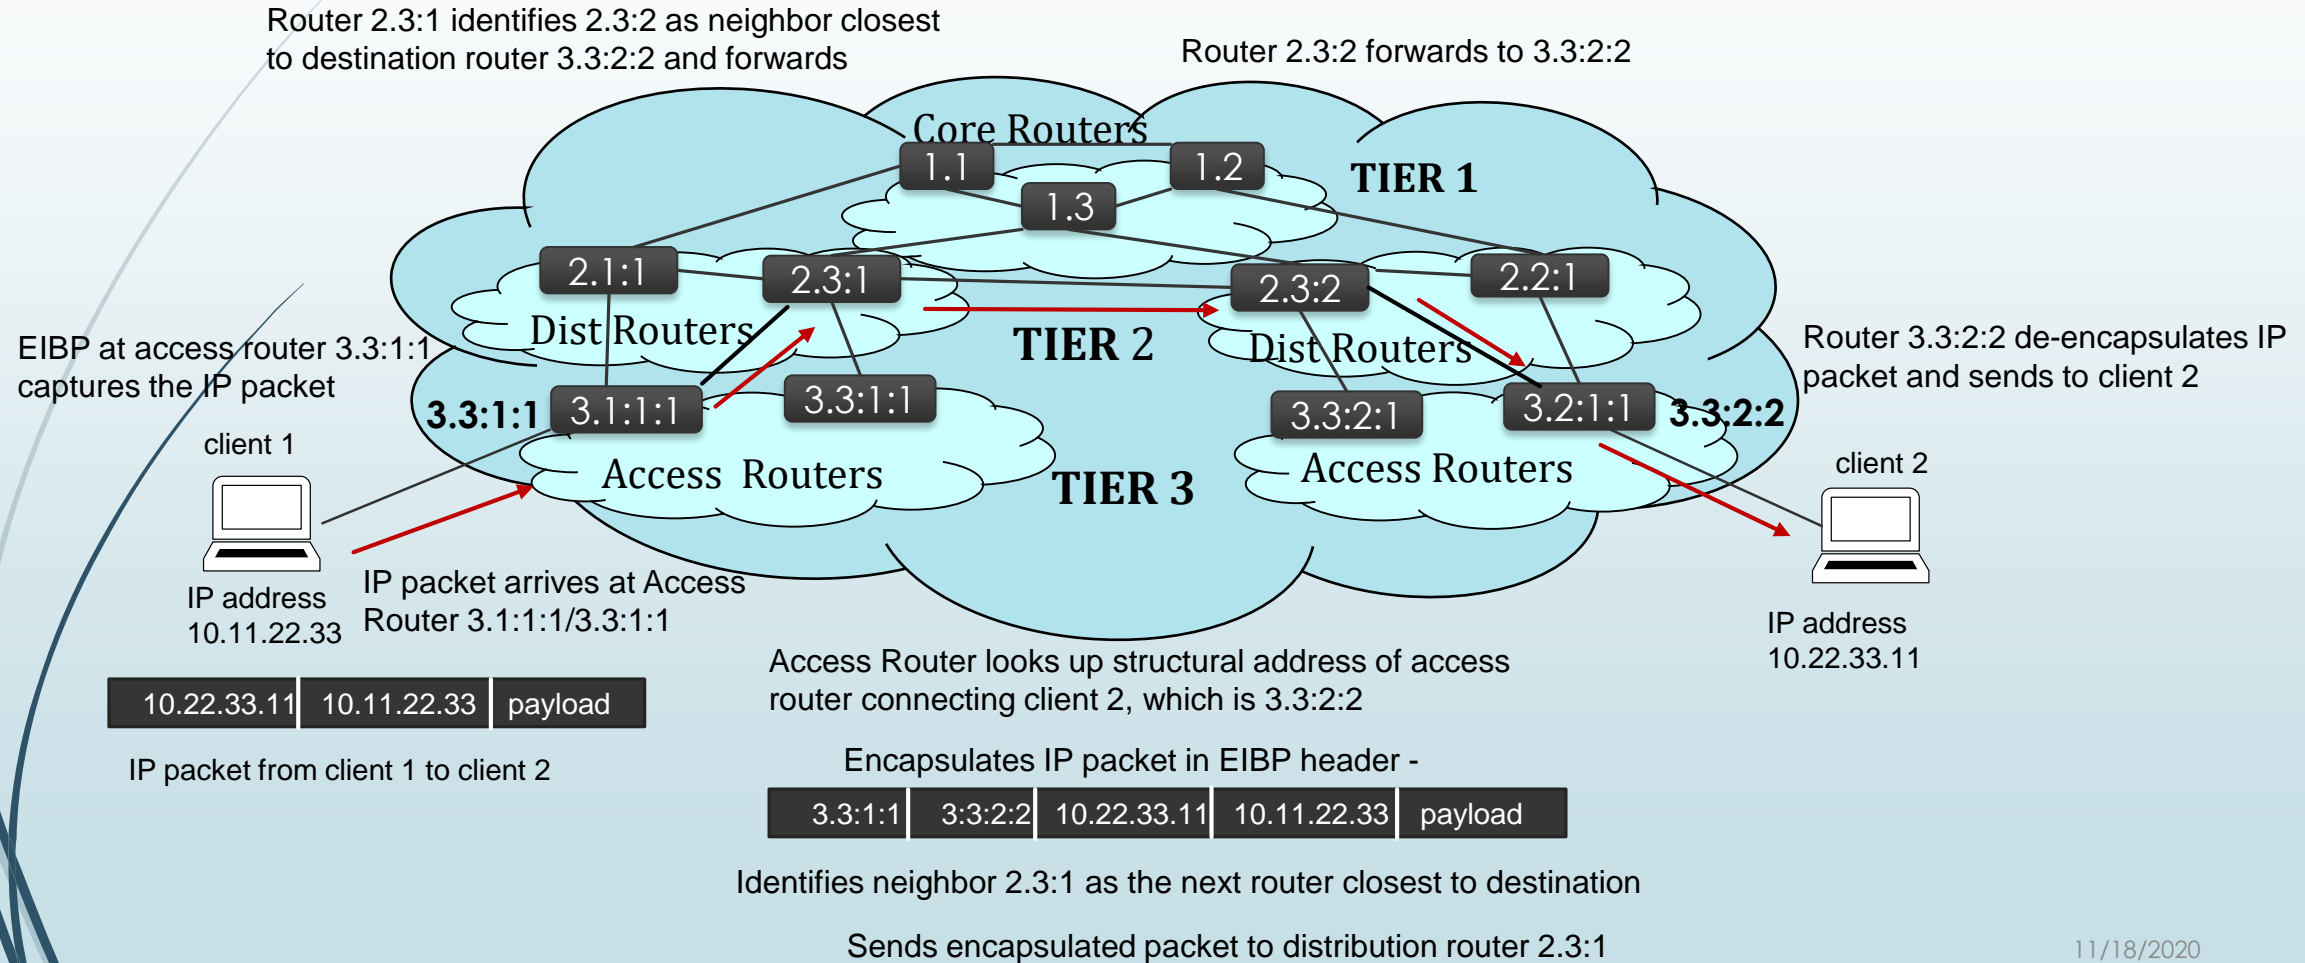 Router 2.3:1 identifies 2.3:2 as neighbor closest
to destination router 3.3:2:2 and forwards
Router 2.3:2 forwards to 3.3:2:2
Core Routers
1.1
1.2
TIER 1
1.3
2.1:1
2.3:1
2.3:2
2.2:1
Dist Routers
TIER 2
Dist Routers
EIBP at access router 3.3:1:1
captures the IP packet
Router 3.3:2:2 de-encapsulates IP
packet and sends to client 2
3.3:1:1
3.1:1:1
3.3:1:1
3.3:2:1
3.2:1:1
3.3:2:2
client 1
Access Routers
TIER 3
Access Routers
client 2
IP address
10.11.22.33
IP packet arrives at Access
Router 3.1:1:1/3.3:1:1
IP address
10.22.33.11
Access Router looks up structural address of access
router connecting client 2, which is 3.3:2:2
10.22.33.11 10.11.22.33 payload
IP packet from client 1 to client 2
Encapsulates IP packet in EIBP header -
3.3:1:1 3:3:2:2 10.22.33.11 10.11.22.33 payload
Identifies neighbor 2.3:1 as the next router closest to destination
Sends encapsulated packet to distribution router 2.3:1
11/18/2020